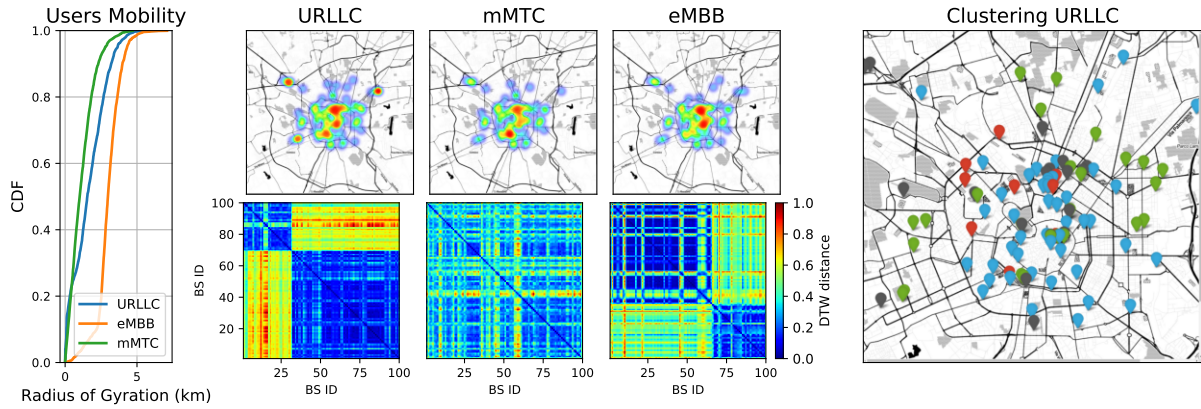 Users Mobility
URLLC
mMTC
eMBB
Clustering URLLC
CDF
1.0
0.8
0.6
0.4
0.2
0.0
0
5
Radius of Gyration (km)
URLLC
eMBB
mMTC
BS ID
100
80
60
40
20
25
50
75
100
BS ID
25
50
75
100
BS ID
25
50
75
100
BS ID
1.0
0.8
0.6
0.4
0.2
0.0
DTW distance